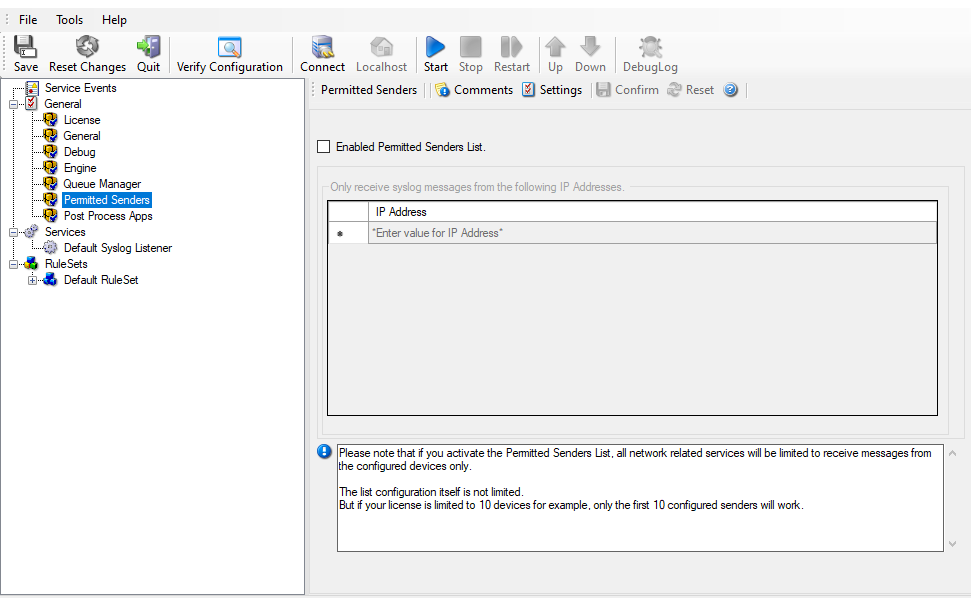 File Tools Help
Save Reset Changes Quit Verify Configuration Connect Localhost Start Stop Restart Up Down DebugLog
Service Events
General
License
General
Debug
Engine
Queue Manager
Permitted Senders
Post Process Apps
Services
Default Syslog Listener
RuleSets
Default RuleSet
Permitted Senders Comments Settings Confirm Reset
Enabled Permitted Senders List.
Only receive syslog messages from the following IP Addresses.
IP Address
"Enter value for IP Address"
Please note that if you activate the Permitted Senders List, all network related services will be limited to receive messages from
the configured devices only.
The list configuration itself is not limited.
But if your license is limited to 10 devices for example, only the first 10 configured senders will work.